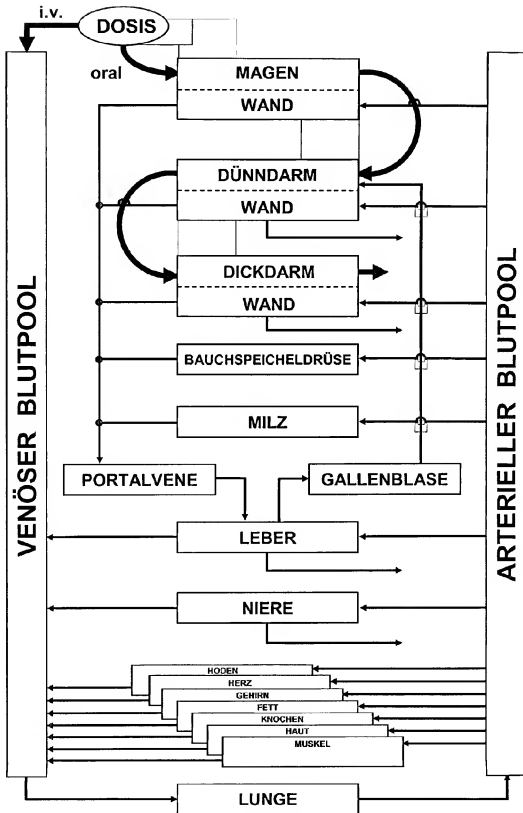 i.v.
DOSIS
oral
MAGEN
WAND
DÜNNDARM
WAND
DICKDARM
WAND
BAUCHSPEICHELDRÜSE
MILZ
PORTALVENE
GALLENBLASE
LEBER
NIERE
HODEN
HERZ
GEHIRN
FETT
KNOCHEN
HAUT
MUSKEL
LUNGE
VENÖSER BLUTPOOL
ARTERIELLER BLUTPOOL